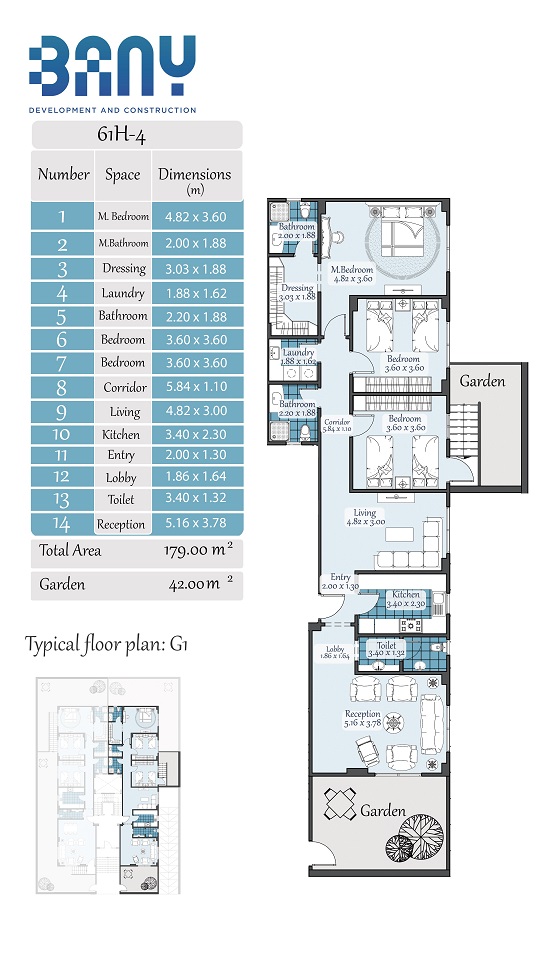 BANY
DEVELOPMENT AND CONSTRUCTION
61H-4
Number Space Dimensions (m)
1 M. Bedroom 4.82 x 3.60
2 M.Bathroom 2.00 x 1.88
3 Dressing 3.03 x 1.88
4 Laundry 1.88 x 1.62
5 Bathroom 2.20 x 1.88
6 Bedroom 3.60 x 3.60
7 Bedroom 3.60 x 3.60
8 Corridor 5.84 x 1.10
9 Living 4.82 x 3.00
10 Kitchen 3.40 x 2.30
11 Entry 2.00 x 1.30
12 Lobby 1.86 x 1.64
13 Toilet 3.40 x 1.32
14 Reception 5.16 x 3.78
Total Area 179.00 m²
Garden 42.00 m²
Typical floor plan: G1
Bathroom
2.00 x 1.88
M.Bedroom
4.82 x 3.60
Dressing
3.03 x 1.88
Laundry
1.88 x 1.62
Bedroom
3.60 x 3.60
Garden
Bathroom
2.20 x 1.88
Corridor
5.84 x 1.10
Bedroom
3.60 x 3.60
Living
4.82 x 3.00
Entry
2.00 x 1.30
Kitchen
3.40 x 2.30
Lobby
1.86 x 1.64
Toilet
3.40 x 1.32
Reception
5.16 x 3.78
Garden